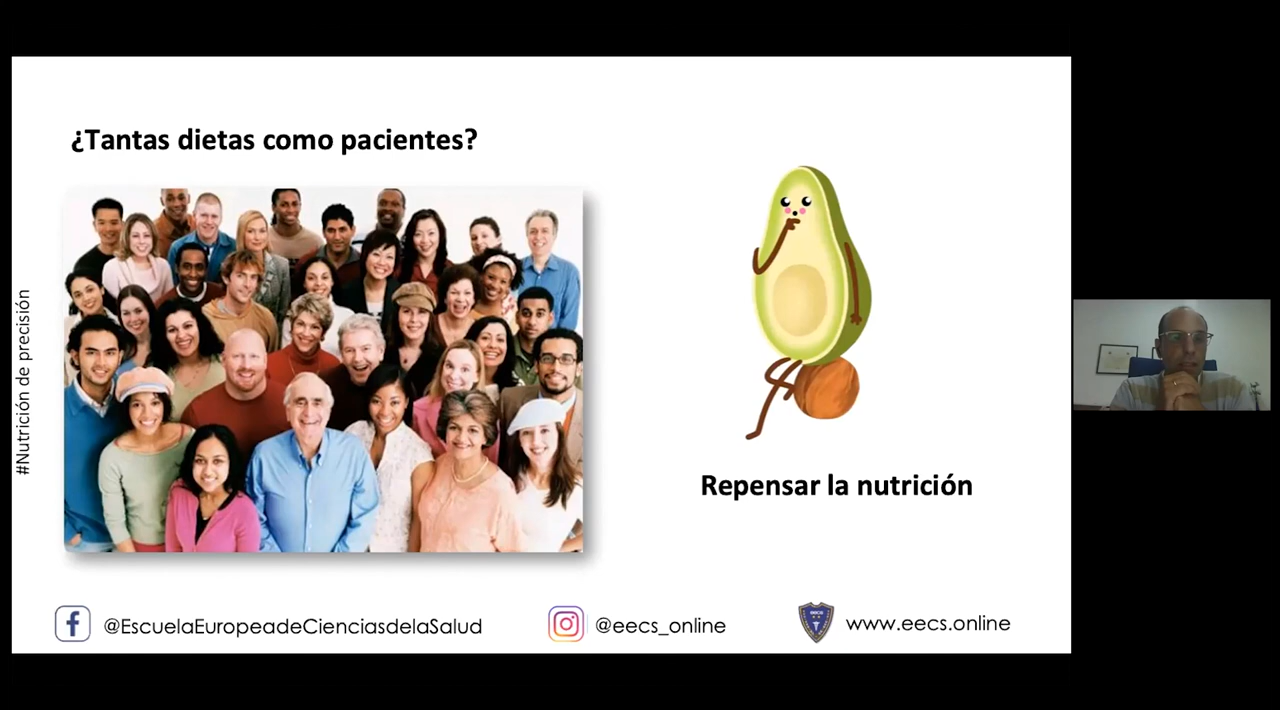 ¿Tantas dietas como pacientes?
#Nutrición de precisión
Repensar la nutrición
@EscuelaEuropeadeCienciasdelaSalud
@eecs_online
www.eecs.online